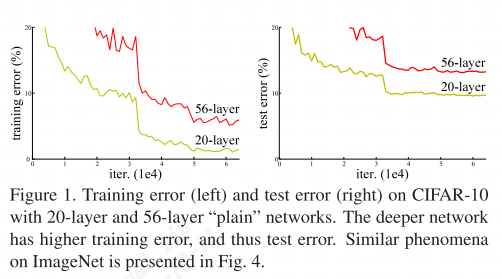 20
10
0
0 1 2 3 4 5 6
iter. (1e4)
training error (%)
56-layer
20-layer
20
10
0
0 1 2 3 4 5 6
iter. (1e4)
test error (%)
56-layer
20-layer
Figure 1. Training error (left) and test error (right) on CIFAR-10
with 20-layer and 56-layer “plain” networks. The deeper network
has higher training error, and thus test error. Similar phenomena
on ImageNet is presented in Fig. 4.